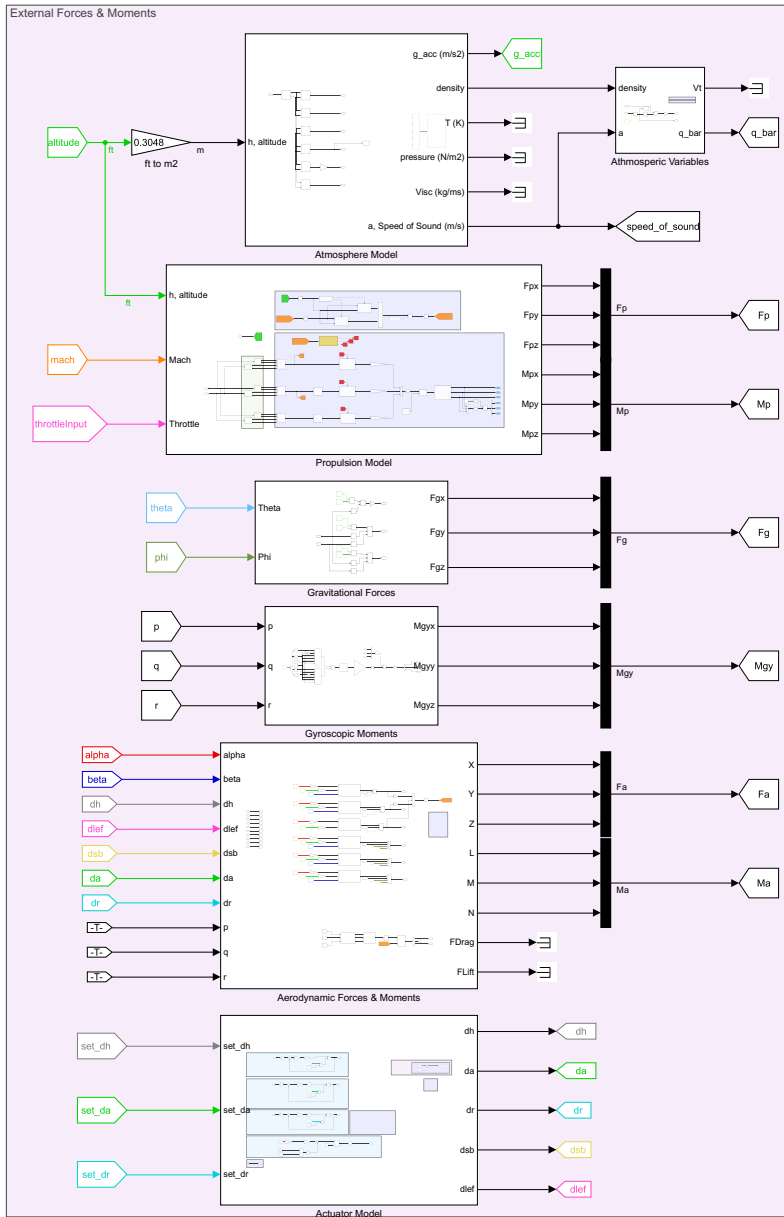 External Forces & Moments
altitude
ft
0.3048
ft to m2
m
h, altitude
g_acc (m/s2)
density
T (K)
pressure (N/m2)
Visc (kg/ms)
a, Speed of Sound (m/s)
Atmosphere Model
g_acc
density
a
Vt
q_bar
Athmosperic Variables
q_bar
speed_of_sound
ft
mach
throttleInput
h, altitude
Mach
Throttle
Fpx
Fpy
Fpz
Mpx
Mpy
Mpz
Propulsion Model
Fp
Mp
Fp
Mp
theta
phi
Theta
Phi
Fgx
Fgy
Fgz
Gravitational Forces
Fg
Fg
p
q
r
p
q
r
Mgyx
Mgyy
Mgyz
Gyroscopic Moments
Mgy
Mgy
alpha
beta
dh
dlef
dsb
da
dr
-T-
-T-
-T-
alpha
beta
dh
dlef
dsb
da
dr
p
q
r
X
Y
Z
L
M
N
FDrag
FLift
Aerodynamic Forces & Moments
Fa
Ma
Fa
Ma
set_dh
set_da
set_dr
set_dh
set_da
set_dr
dh
da
dr
dsb
dlef
Actuator Model
dh
da
dr
dsb
dlef